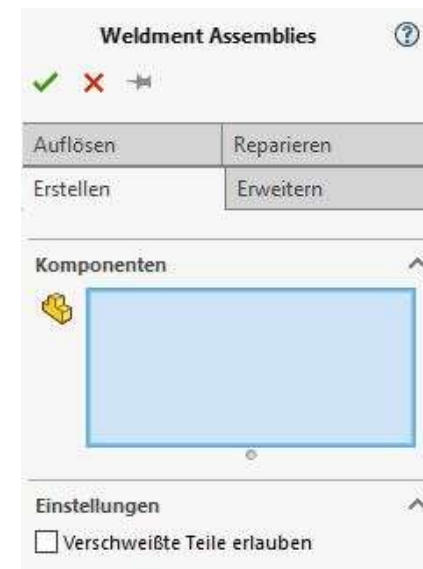 Weldment Assemblies
Auflösen Reparieren
Erstellen Erweitern
Komponenten
Einstellungen
Verschweißte Teile erlauben